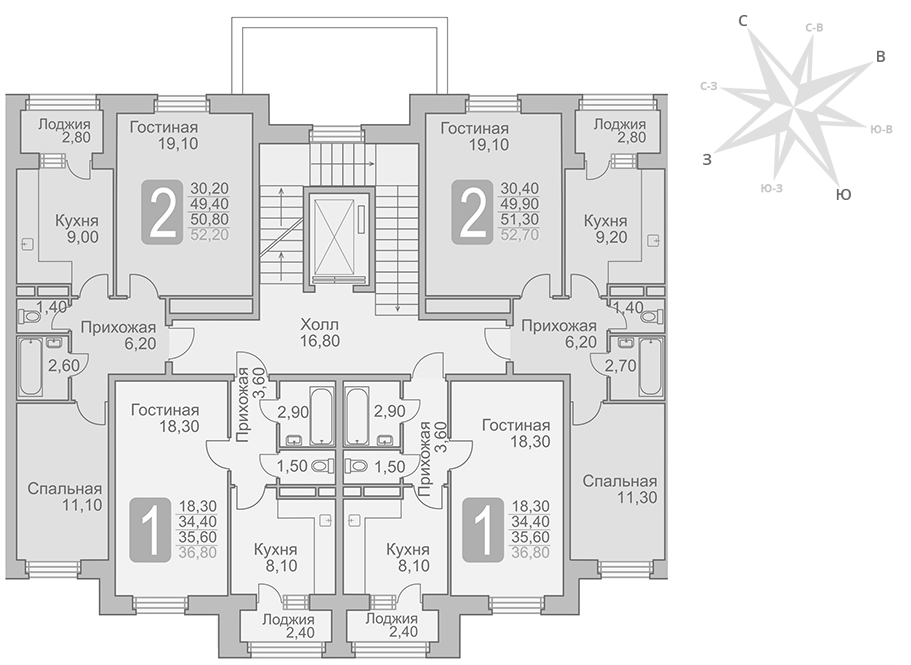 С
С-В
В
С-З
Ю-В
З
Ю-З
Ю
Лоджия
2,80
Гостиная
19,10
2
30,20
49,40
50,80
52,20
Кухня
9,00
Гостиная
19,10
2
30,40
49,90
51,30
52,70
Лоджия
2,80
Кухня
9,20
1,40
Прихожая
6,20
2,60
Холл
16,80
Прихожая
6,20
1,40
2,70
Гостиная
18,30
Прихожая
3,60
2,90
1,50
2,90
1,50
Прихожая
3,60
Гостиная
18,30
Спальная
11,10
1
18,30
34,40
35,60
36,80
Кухня
8,10
Кухня
8,10
1
18,30
34,40
35,60
36,80
Спальная
11,30
Лоджия
2,40
Лоджия
2,40